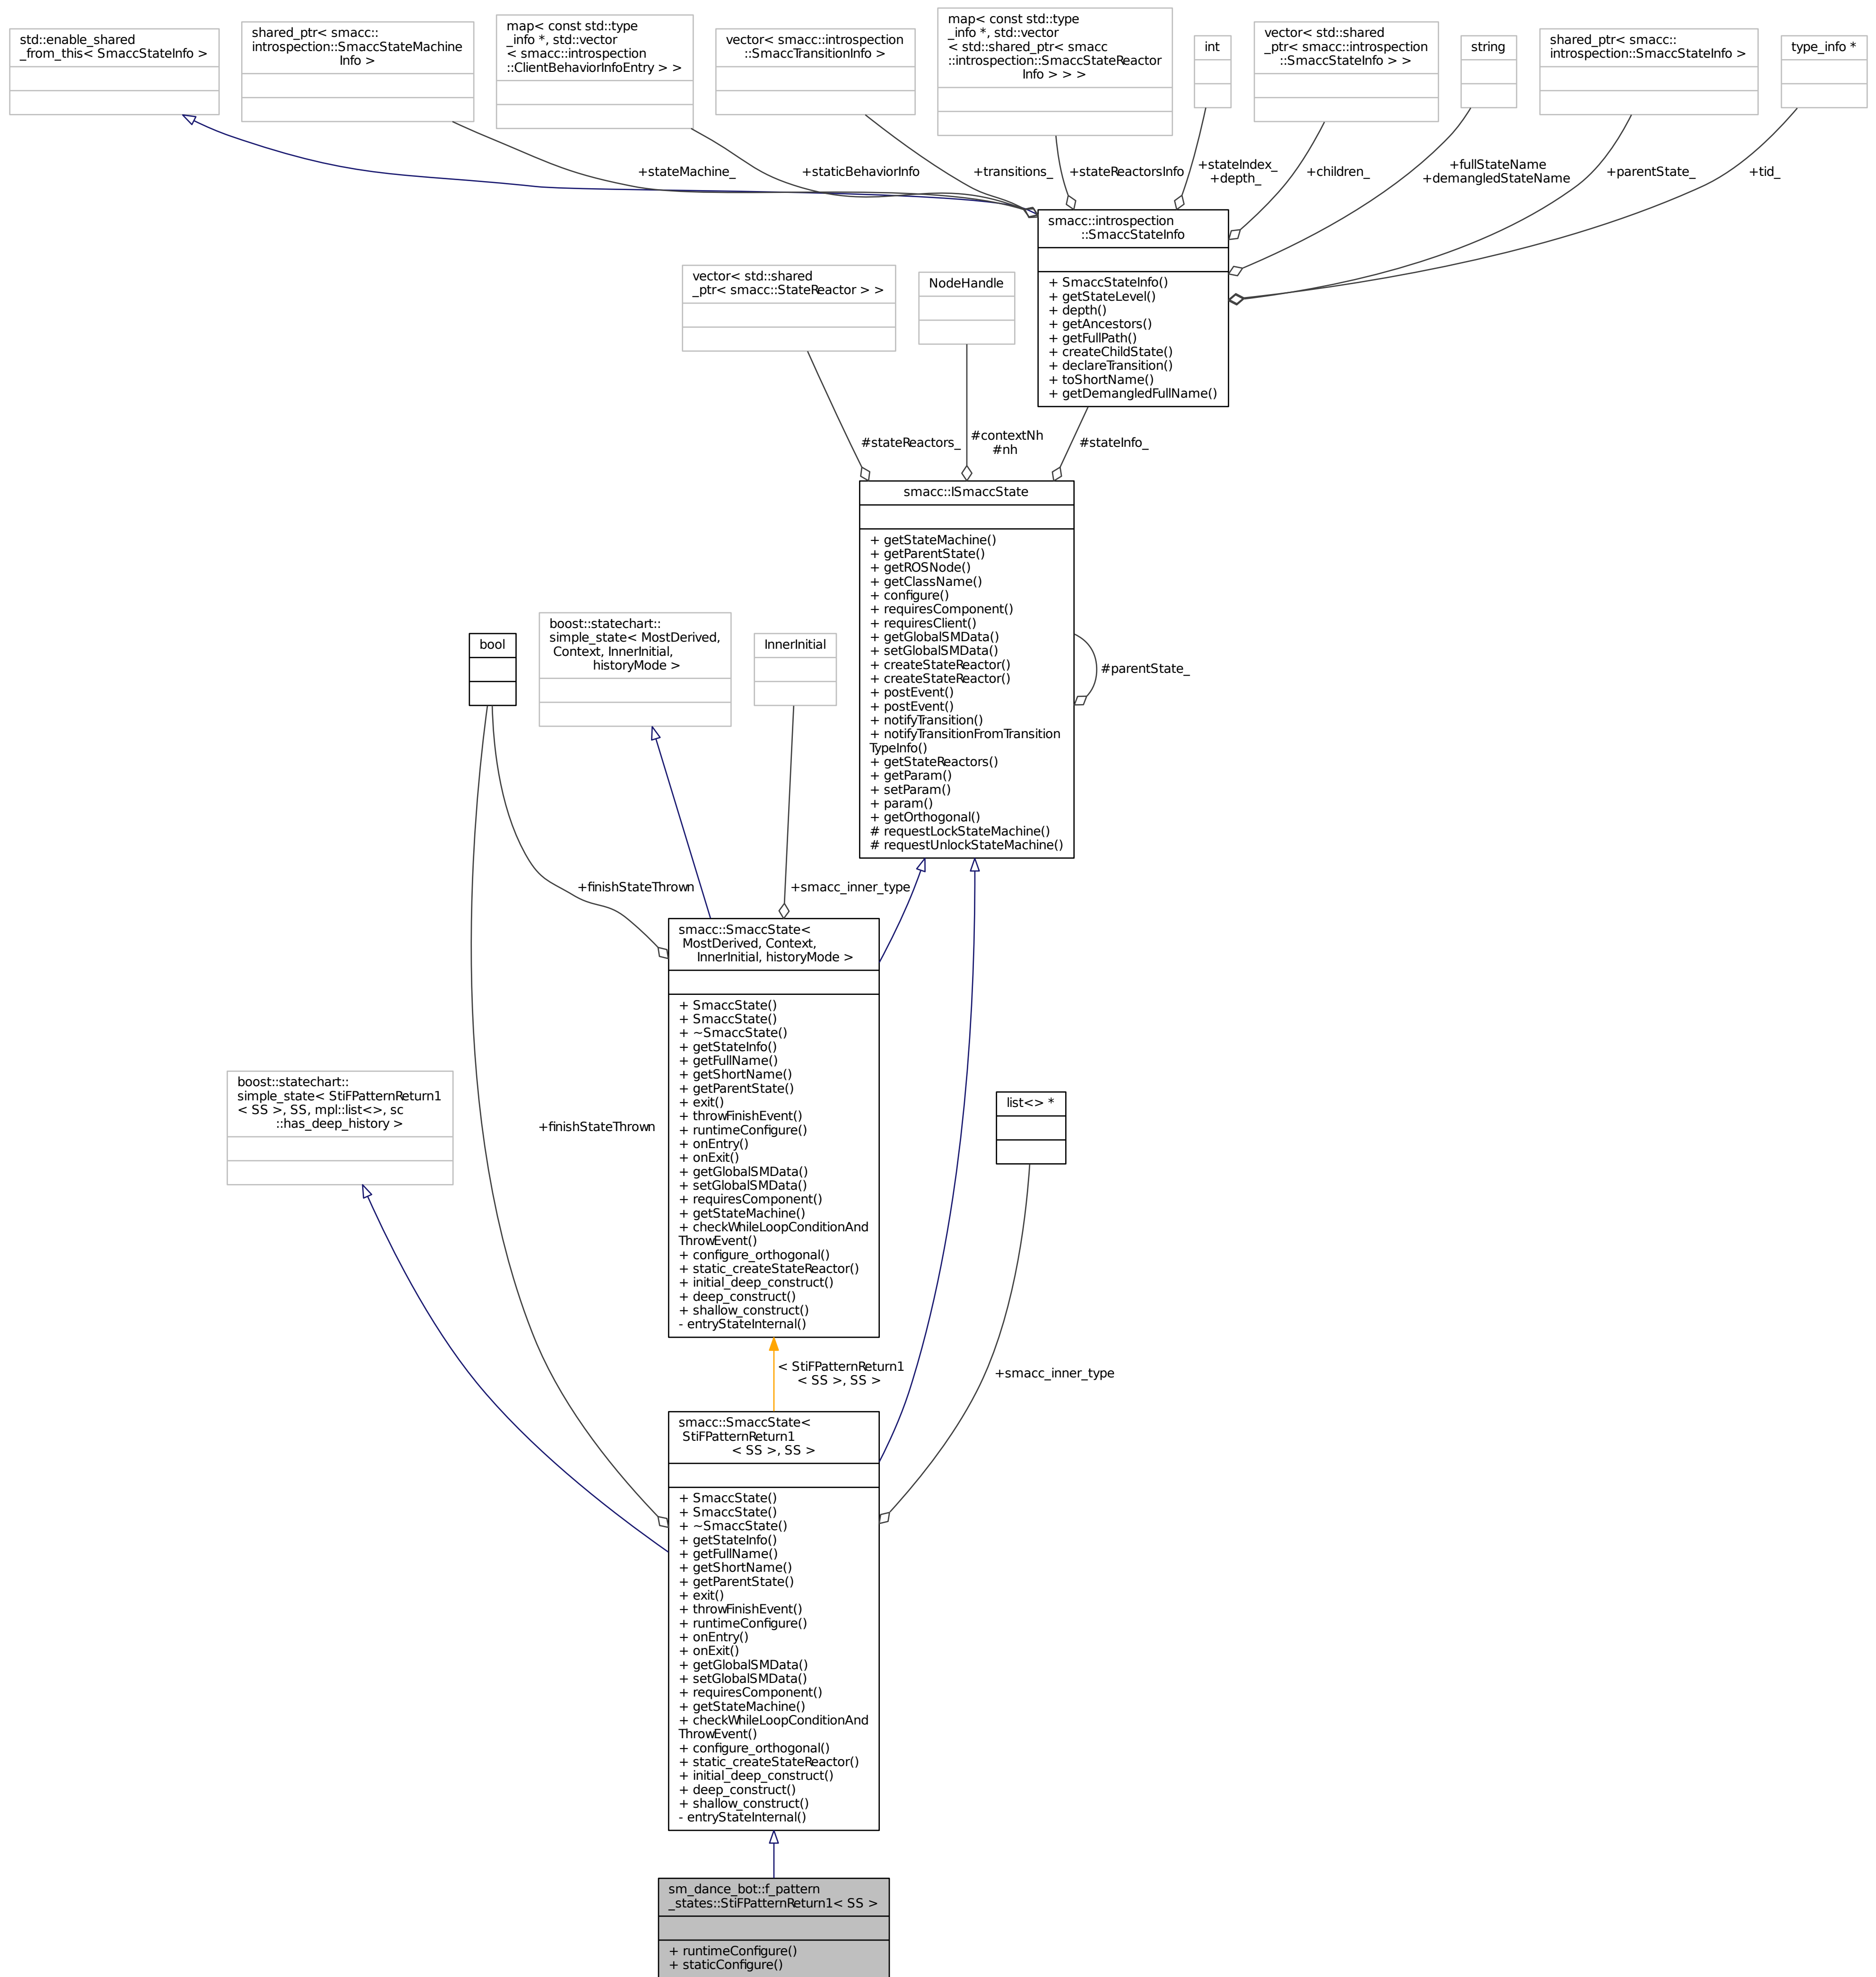 std::enable_shared
_from_this< SmaccStateInfo >
shared_ptr< smacc::
introspection::SmaccStateMachine
Info >
map< const std::type
_info *, std::vector
< smacc::introspection
::ClientBehaviorInfoEntry > >
vector< smacc::introspection
::SmaccTransitionInfo >
map< const std::type
_info *, std::vector
< std::shared_ptr< smacc
::introspection::SmaccStateReactor
Info > > >
int
vector< std::shared
_ptr< smacc::introspection
::SmaccStateInfo > >
string
shared_ptr< smacc::
introspection::SmaccStateInfo >
type_info *
+stateMachine_
+staticBehaviorInfo
+transitions_
+stateReactorsInfo
+stateIndex_
+depth_
+children_
+fullStateName
+demangledStateName
+parentState_
+tid_
smacc::introspection
::SmaccStateInfo
+ SmaccStateInfo()
+ getStateLevel()
+ depth()
+ getAncestors()
+ getFullPath()
+ createChildState()
+ declareTransition()
+ toShortName()
+ getDemangledFullName()
vector< std::shared
_ptr< smacc::StateReactor > >
NodeHandle
#stateReactors_
#contextNh
#nh
#stateInfo_
smacc::ISmaccState
+ getStateMachine()
+ getParentState()
+ getROSNode()
+ getClassName()
+ configure()
+ requiresComponent()
+ requiresClient()
+ getGlobalSMData()
+ setGlobalSMData()
+ createStateReactor()
+ createStateReactor()
+ postEvent()
+ postEvent()
+ notifyTransition()
+ notifyTransitionFromTransition
TypeInfo()
+ getStateReactors()
+ getParam()
+ setParam()
+ param()
+ getOrthogonal()
# requestLockStateMachine()
# requestUnlockStateMachine()
#parentState_
bool
boost::statechart::
simple_state< MostDerived,
Context, InnerInitial,
historyMode >
InnerInitial
+finishStateThrown
+smacc_inner_type
smacc::SmaccState<
MostDerived, Context,
InnerInitial, historyMode >
+ SmaccState()
+ SmaccState()
+ ~SmaccState()
+ getStateInfo()
+ getFullName()
+ getShortName()
+ getParentState()
+ exit()
+ throwFinishEvent()
+ runtimeConfigure()
+ onEntry()
+ onExit()
+ getGlobalSMData()
+ setGlobalSMData()
+ requiresComponent()
+ getStateMachine()
+ checkWhileLoopConditionAnd
ThrowEvent()
+ configure_orthogonal()
+ static_createStateReactor()
+ initial_deep_construct()
+ deep_construct()
+ shallow_construct()
- entryStateInternal()
boost::statechart::
simple_state< StiFPatternReturn1
< SS >, SS, mpl::list<>, sc
::has_deep_history >
+finishStateThrown
list<> *
< StiFPatternReturn1
< SS >, SS >
+smacc_inner_type
smacc::SmaccState<
StiFPatternReturn1
< SS >, SS >
+ SmaccState()
+ SmaccState()
+ ~SmaccState()
+ getStateInfo()
+ getFullName()
+ getShortName()
+ getParentState()
+ exit()
+ throwFinishEvent()
+ runtimeConfigure()
+ onEntry()
+ onExit()
+ getGlobalSMData()
+ setGlobalSMData()
+ requiresComponent()
+ getStateMachine()
+ checkWhileLoopConditionAnd
ThrowEvent()
+ configure_orthogonal()
+ static_createStateReactor()
+ initial_deep_construct()
+ deep_construct()
+ shallow_construct()
- entryStateInternal()
sm_dance_bot::f_pattern
_states::StiFPatternReturn1< SS >
+ runtimeConfigure()
+ staticConfigure()